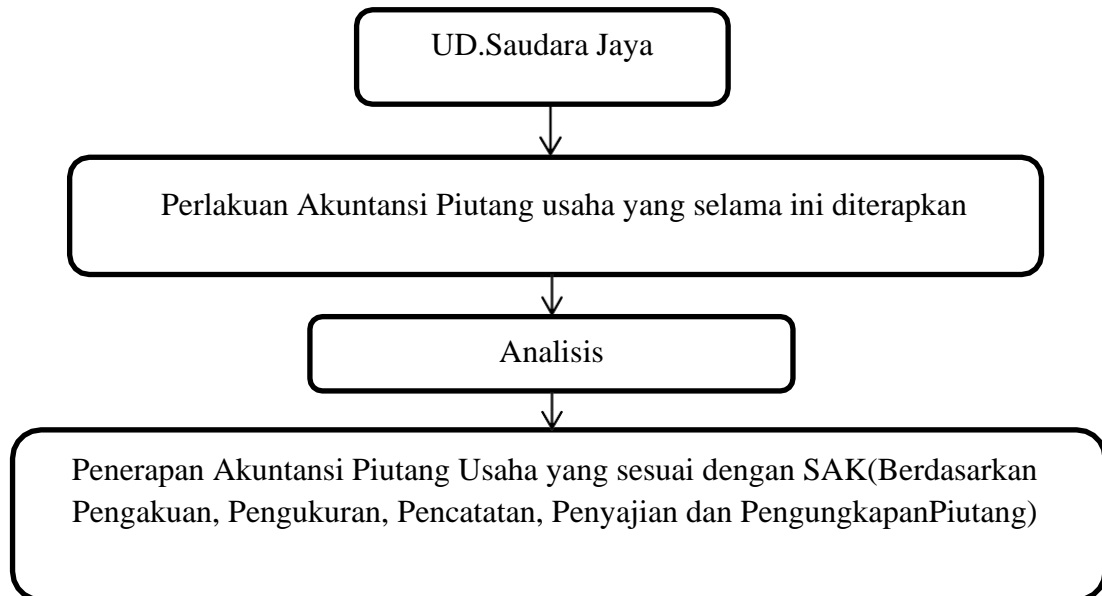 UD.Saudara Jaya
Perlakuan Akuntansi Piutang usaha yang selama ini diterapkan
Analisis
Penerapan Akuntansi Piutang Usaha yang sesuai dengan SAK(Berdasarkan
Pengakuan, Pengukuran, Pencatatan, Penyajian dan PengungkapanPiutang)